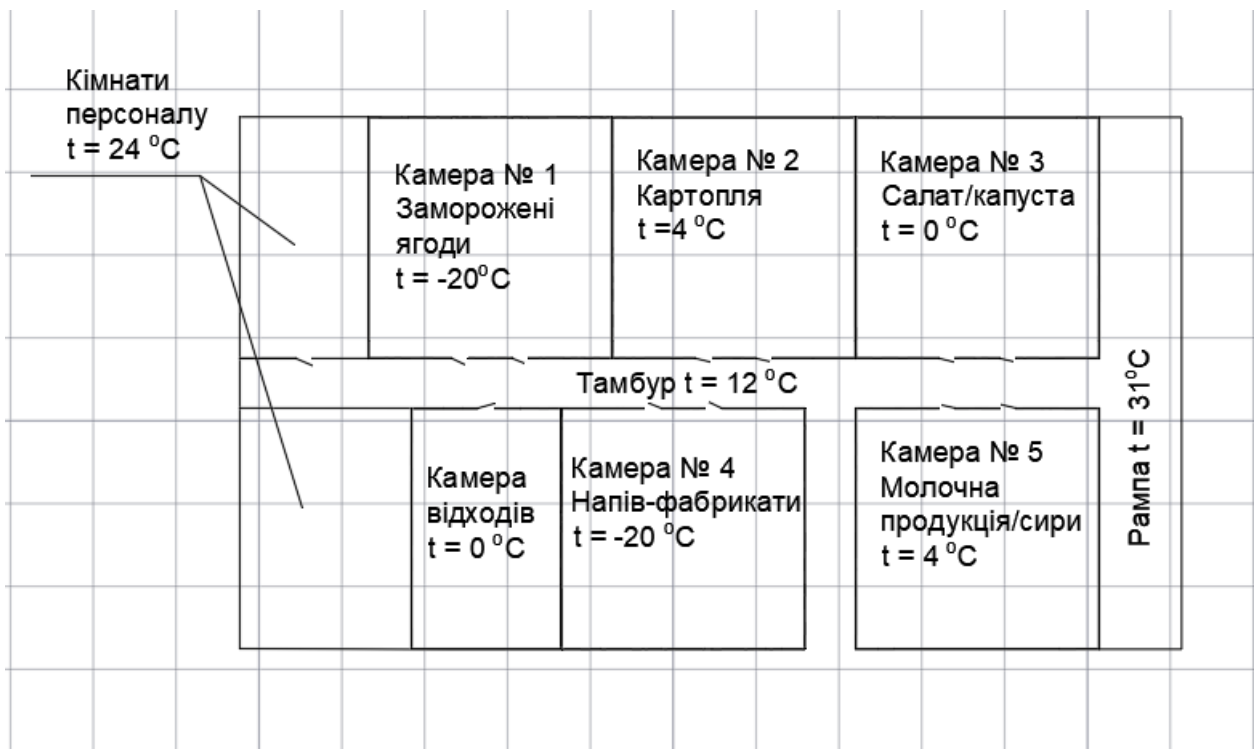 Кімнати
персоналу
t = 24 °C
Камера № 1
Заморожені
ягоди
t = -20°C
Камера № 2
Картопля
t =4 °C
Камера № 3
Салат/капуста
t = 0 °C
Тамбур t = 12 °C
Камера
відходів
t = 0 °C
Камера № 4
Напів-фабрикати
t = -20 °C
Камера № 5
Молочна
продукція/сири
t = 4 °C
Рампа t = 31°C